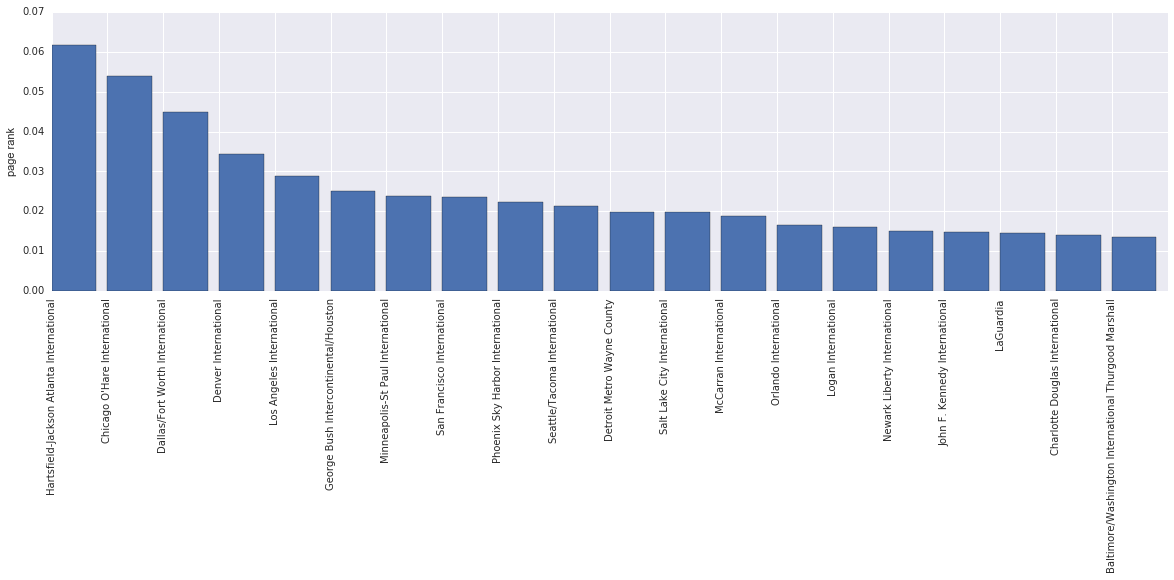 0.07
0.06
0.05
0.04
0.03
0.02
0.01
0.00
page rank
Hartsfield-Jackson Atlanta International
Chicago O'Hare International
Dallas/Fort Worth International
Denver International
Los Angeles International
George Bush Intercontinental/Houston
Minneapolis-St Paul International
San Francisco International
Phoenix Sky Harbor International
Seattle/Tacoma International
Detroit Metro Wayne County
Salt Lake City International
McCarran International
Orlando International
Logan International
Newark Liberty International
John F. Kennedy International
LaGuardia
Charlotte Douglas International
Baltimore/Washington International Thurgood Marshall